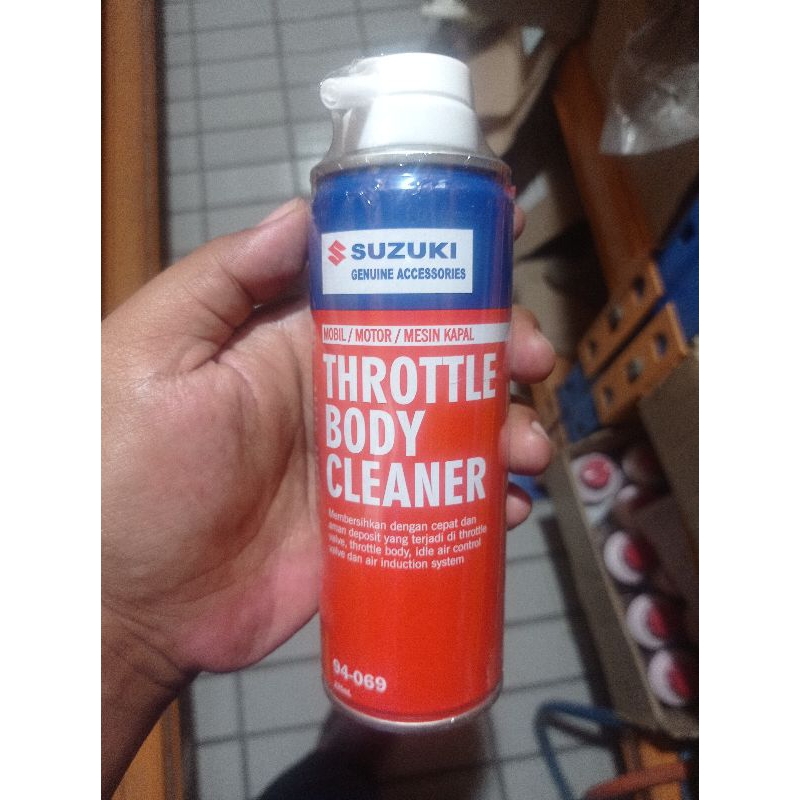 SUZUKI
GENUINE ACCESSORIES
MOBIL / MOTOR / MESIN KAPAL
THROTTLE
BODY
CLEANER
Membersihkan dengan cepat dan
aman deposit yang terjadi di throttle
valve, throttle body, idle air control
valve dan air induction system
94-069